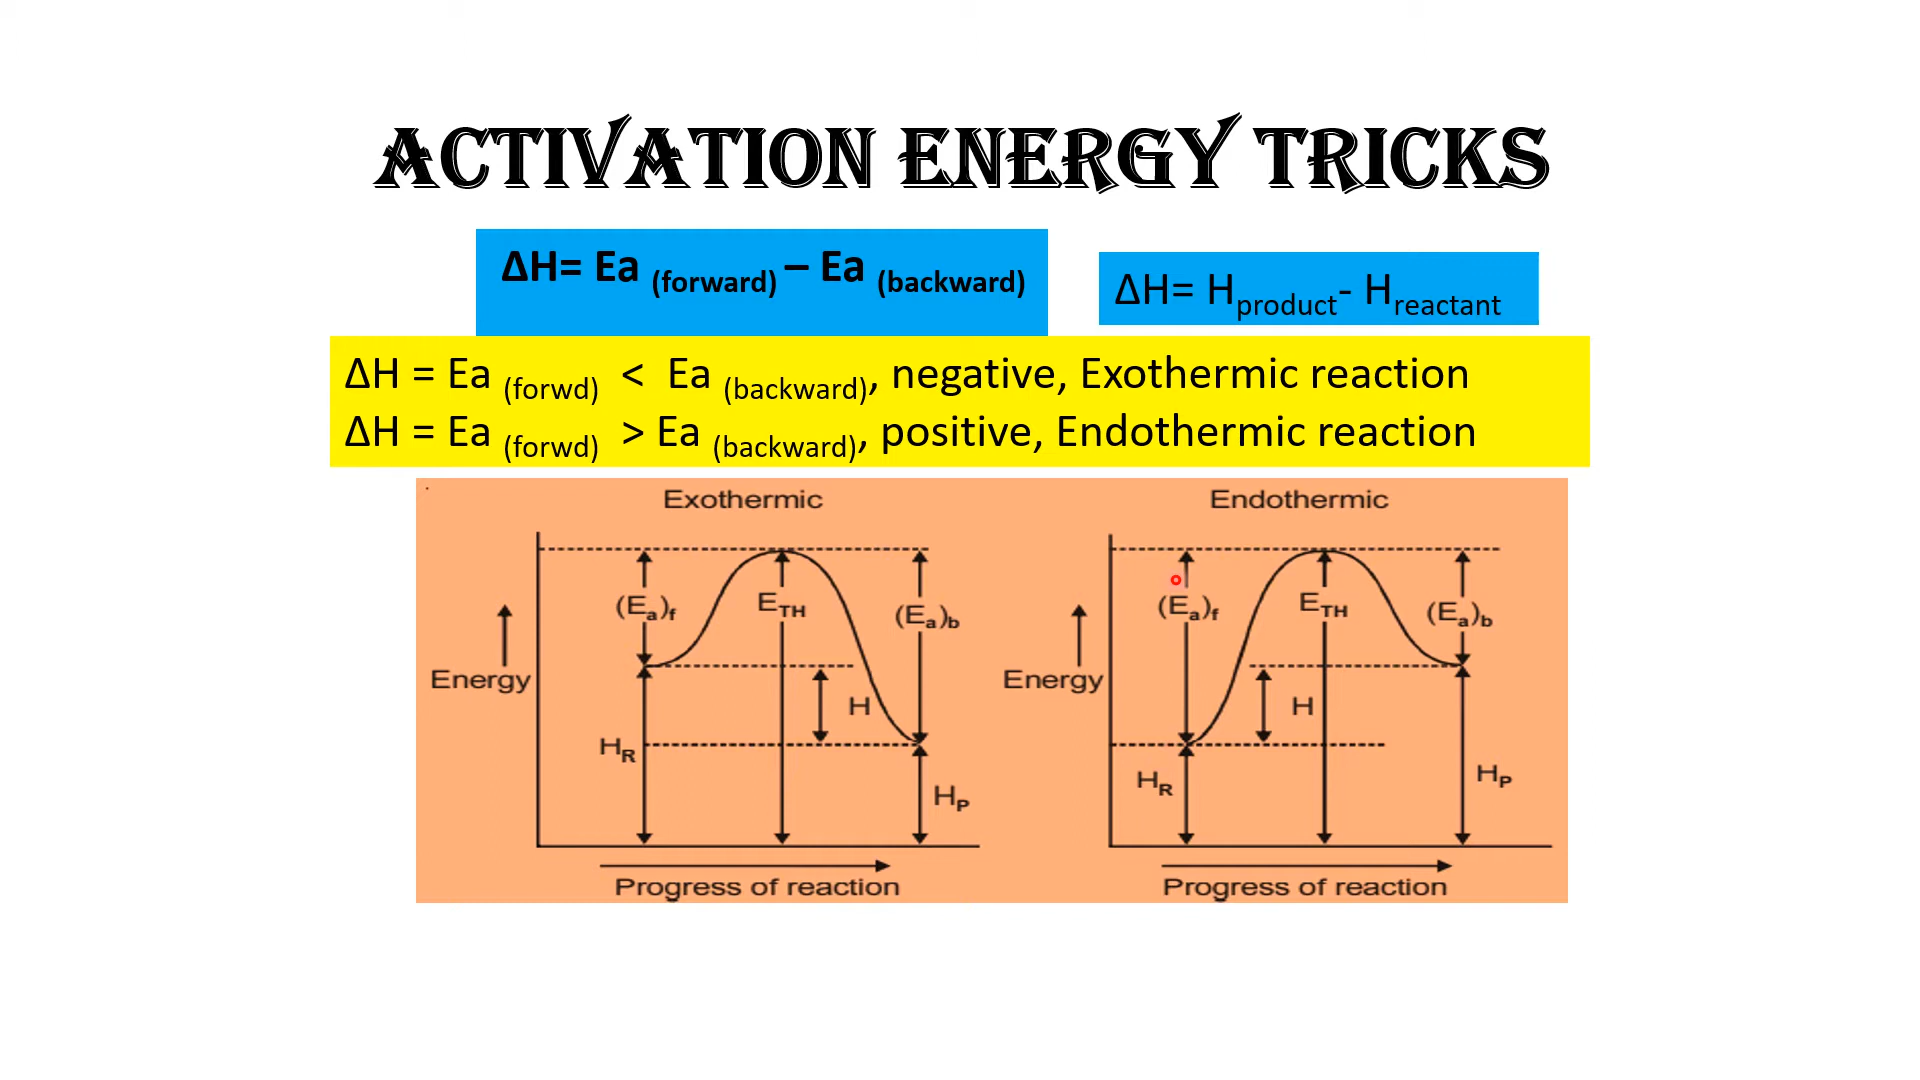 ACTIVATION ENERGY TRICKS
ΔH= Ea (forward) – Ea (backward)
ΔH= Hproduct- Hreactant
ΔH = Ea (forwd) < Ea (backward), negative, Exothermic reaction
ΔH = Ea (forwd) > Ea (backward), positive, Endothermic reaction
Exothermic
(Ea)f
ETH
(Ea)b
Energy
H
HR
HP
Progress of reaction
Endothermic
(Ea)f
ETH
(Ea)b
Energy
H
HR
HP
Progress of reaction